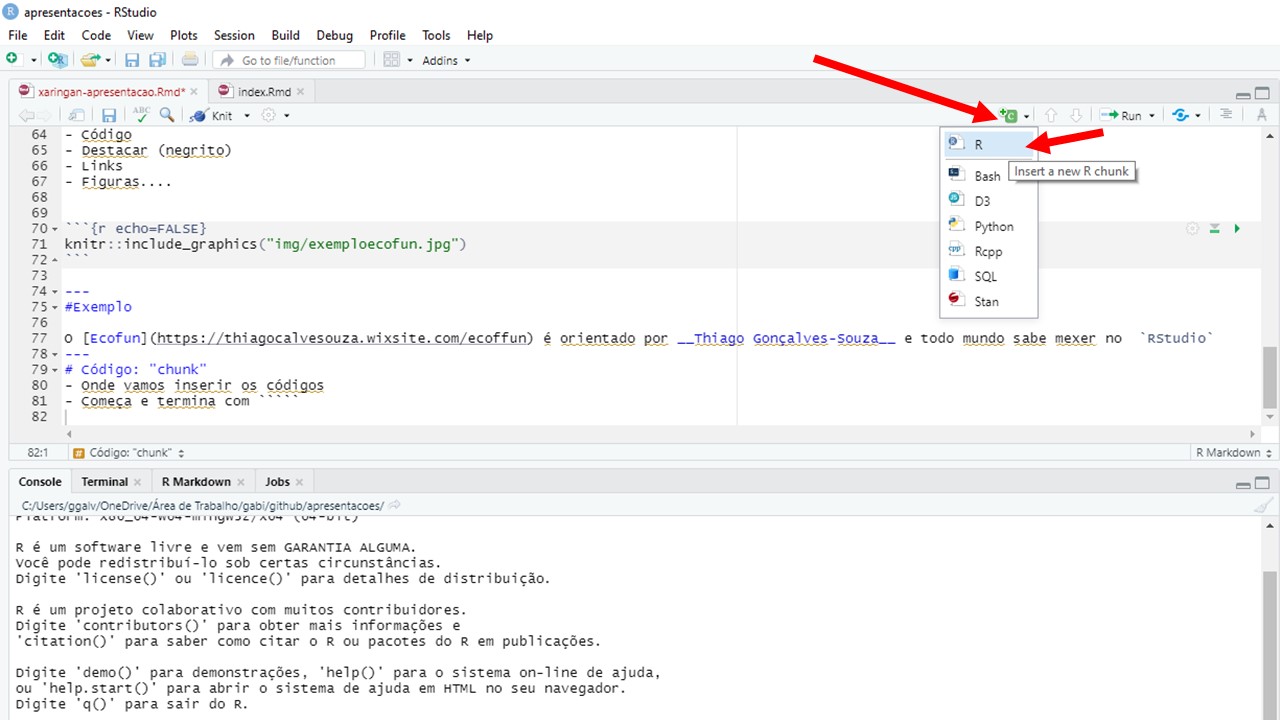 apresentacoes - RStudio
File Edit Code View Plots Session Build Debug Profile Tools Help
Go to file/function Addins
xaringan-apresentacao.Rmd* index.Rmd
ABC Knit Run
64 - Código
65 - Destacar (negrito)
66 - Links
67 - Figuras....
68
69
70 ```{r echo=FALSE}
71 knitr::include_graphics("img/exemploecofun.jpg")
72 ```
73
74 ---
75 #Exemplo
76
77 O [Ecofun](https://thiagocalvesouza.wixsite.com/ecoffun) é orientado por __Thiago Gonçalves-Souza__ e todo mundo sabe mexer no `RStudio`
78 ---
79 # Código: "chunk"
80 - Onde vamos inserir os códigos
81 - Começa e termina com `````
82
R
Insert a new R chunk
Bash
D3
Python
Rcpp
SQL
Stan
82:1 # Código: "chunk" R Markdown
Console Terminal R Markdown Jobs
C:/Users/ggalv/OneDrive/Área de Trabalho/gabi/github/apresentacoes/
Platform: x86_64-w64-mingw32/x64 (64-bit)
R é um software livre e vem sem GARANTIA ALGUMA.
Você pode redistribuí-lo sob certas circunstâncias.
Digite 'license()' ou 'licence()' para detalhes de distribuição.
R é um projeto colaborativo com muitos contribuidores.
Digite 'contributors()' para obter mais informações e
'citation()' para saber como citar o R ou pacotes do R em publicações.
Digite 'demo()' para demonstrações, 'help()' para o sistema on-line de ajuda,
ou 'help.start()' para abrir o sistema de ajuda em HTML no seu navegador.
Digite 'q()' para sair do R.